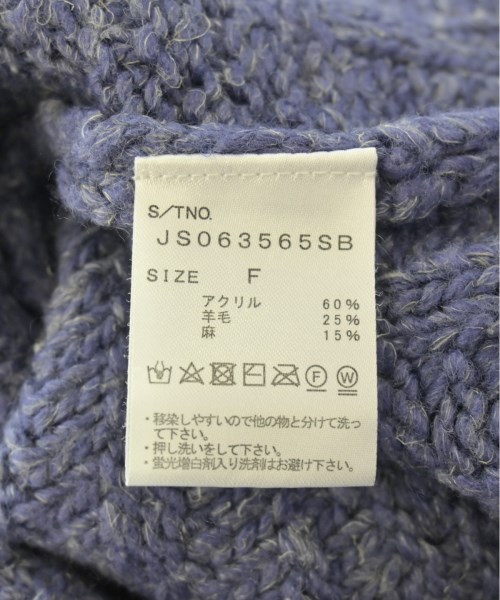 S/TNO.
JS063565SB
SIZE F
アクリル 60%
羊毛 25%
麻 15%
F W
・移染しやすいので他の物と分けて洗っ
て下さい。
・押し洗いをして下さい。
・蛍光増白剤入り洗剤はお避け下さい。